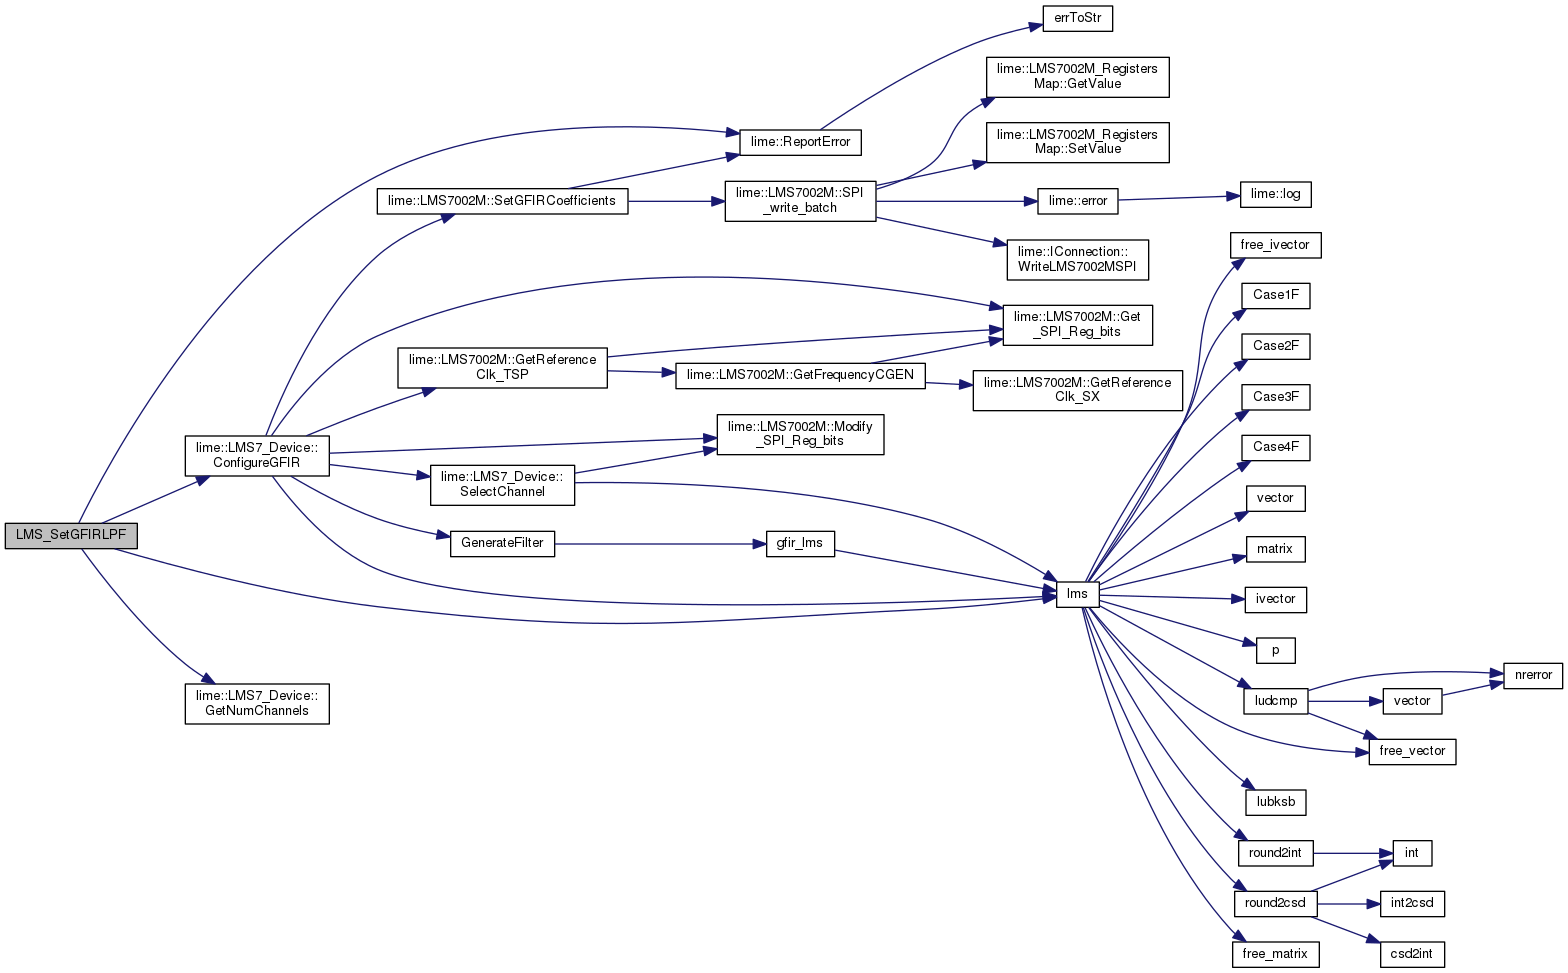 errToStr
lime::LMS7002M_Registers
Map::GetValue
lime::LMS7002M_Registers
Map::SetValue
lime::ReportError
lime::LMS7002M::SetGFIRCoefficients
lime::LMS7002M::SPI
_write_batch
lime::error
lime::log
lime::IConnection::
WriteLMS7002MSPI
free_ivector
Case1F
lime::LMS7002M::Get
_SPI_Reg_bits
Case2F
lime::LMS7002M::GetReference
Clk_TSP
lime::LMS7002M::GetFrequencyCGEN
lime::LMS7002M::GetReference
Clk_SX
Case3F
lime::LMS7002M::Modify
_SPI_Reg_bits
Case4F
lime::LMS7_Device::
ConfigureGFIR
lime::LMS7_Device::
SelectChannel
vector
LMS_SetGFIRLPF
GenerateFilter
gfir_lms
matrix
lms
ivector
p
lime::LMS7_Device::
GetNumChannels
ludcmp
vector
nrerror
free_vector
lubksb
round2int
int
round2csd
int2csd
free_matrix
csd2int